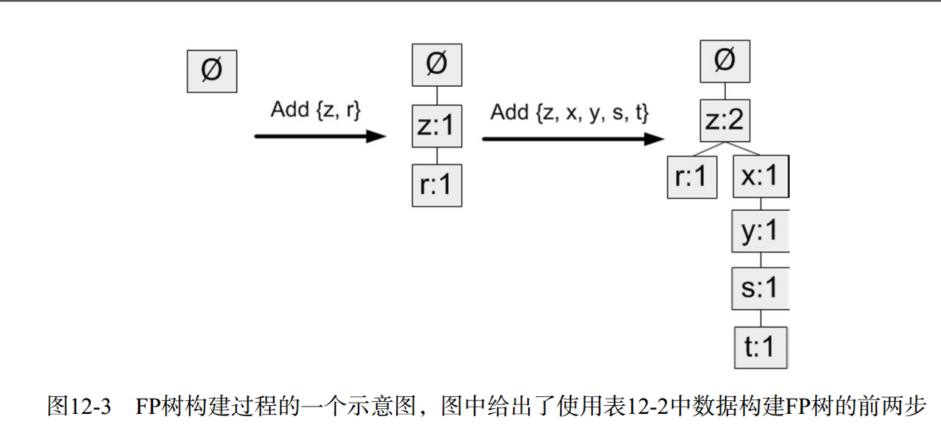 Ø
Add {z, r}
Ø
z:1
r:1
Add {z, x, y, s, t}
Ø
z:2
r:1
x:1
y:1
s:1
t:1
图12-3 FP树构建过程的一个示意图，图中给出了使用表12-2中数据构建FP树的前两步